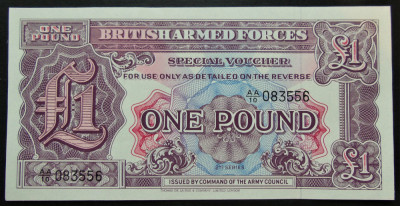 ONE POUND
BRITISH ARMED FORCES
£1
SPECIAL VOUCHER
FOR USE ONLY AS DETAILED ON THE REVERSE
AA/10 083556
£1
ONE POUND
2ND SERIES
AA/10 083556
ISSUED BY COMMAND OF THE ARMY COUNCIL
£1